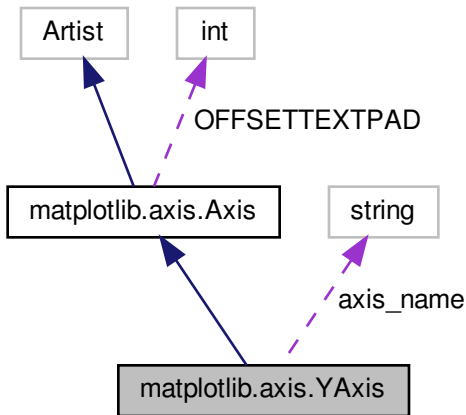 Artist
int
OFFSETTEXTPAD
matplotlib.axis.Axis
string
axis_name
matplotlib.axis.YAxis